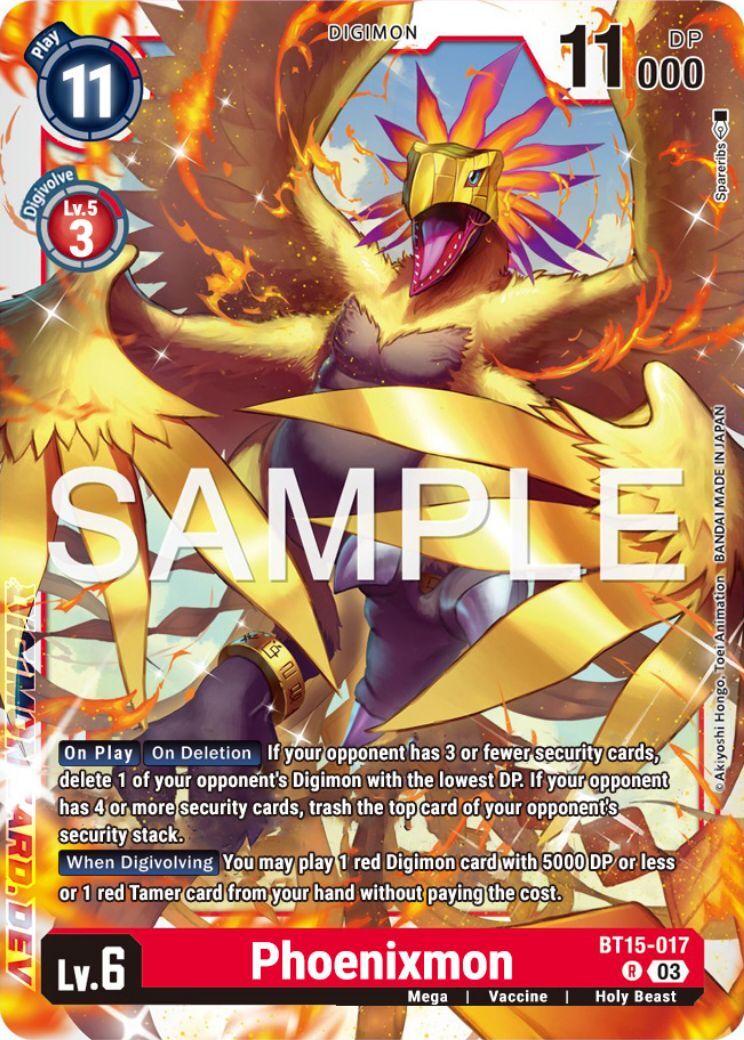 DIGIMON
Play
11
DP
11000
Digivolve
Lv.5
3
Spareribs
SAMPLE
©Akiyoshi Hongo, Toei Animation BANDAI MADE IN JAPAN
On Play On Deletion If your opponent has 3 or fewer security cards,
delete 1 of your opponent's Digimon with the lowest DP. If your opponent
has 4 or more security cards, trash the top card of your opponent's
security stack.
When Digivolving You may play 1 red Digimon card with 5000 DP or less
or 1 red Tamer card from your hand without paying the cost.
Lv.6
Phoenixmon
BT15-017
R 03
Mega | Vaccine | Holy Beast
DIGIMONCARD.DEV